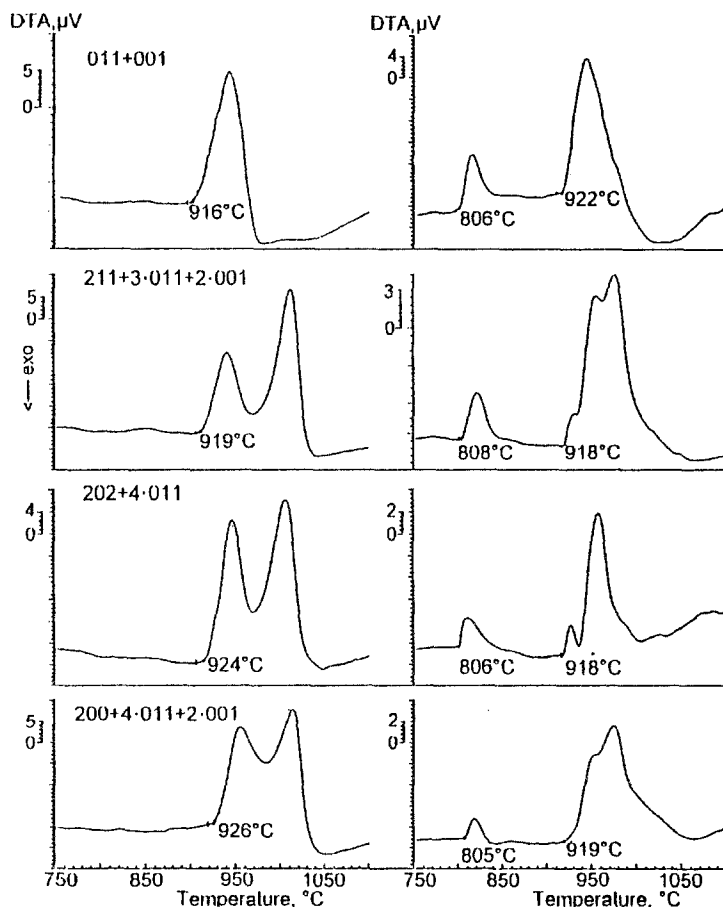 DTA,µV
DTA,µV
011+001
5
0
916°C
4
0
806°C
922°C
211+3·011+2·001
5
0
<— exo
919°C
3
0
808°C
918°C
202+4·011
4
0
924°C
2
0
806°C
918°C
200+4·011+2·001
5
0
926°C
2
0
805°C
919°C
750 850 950 1050
750 850 950 1050
Temperature, °C
Temperature, °C